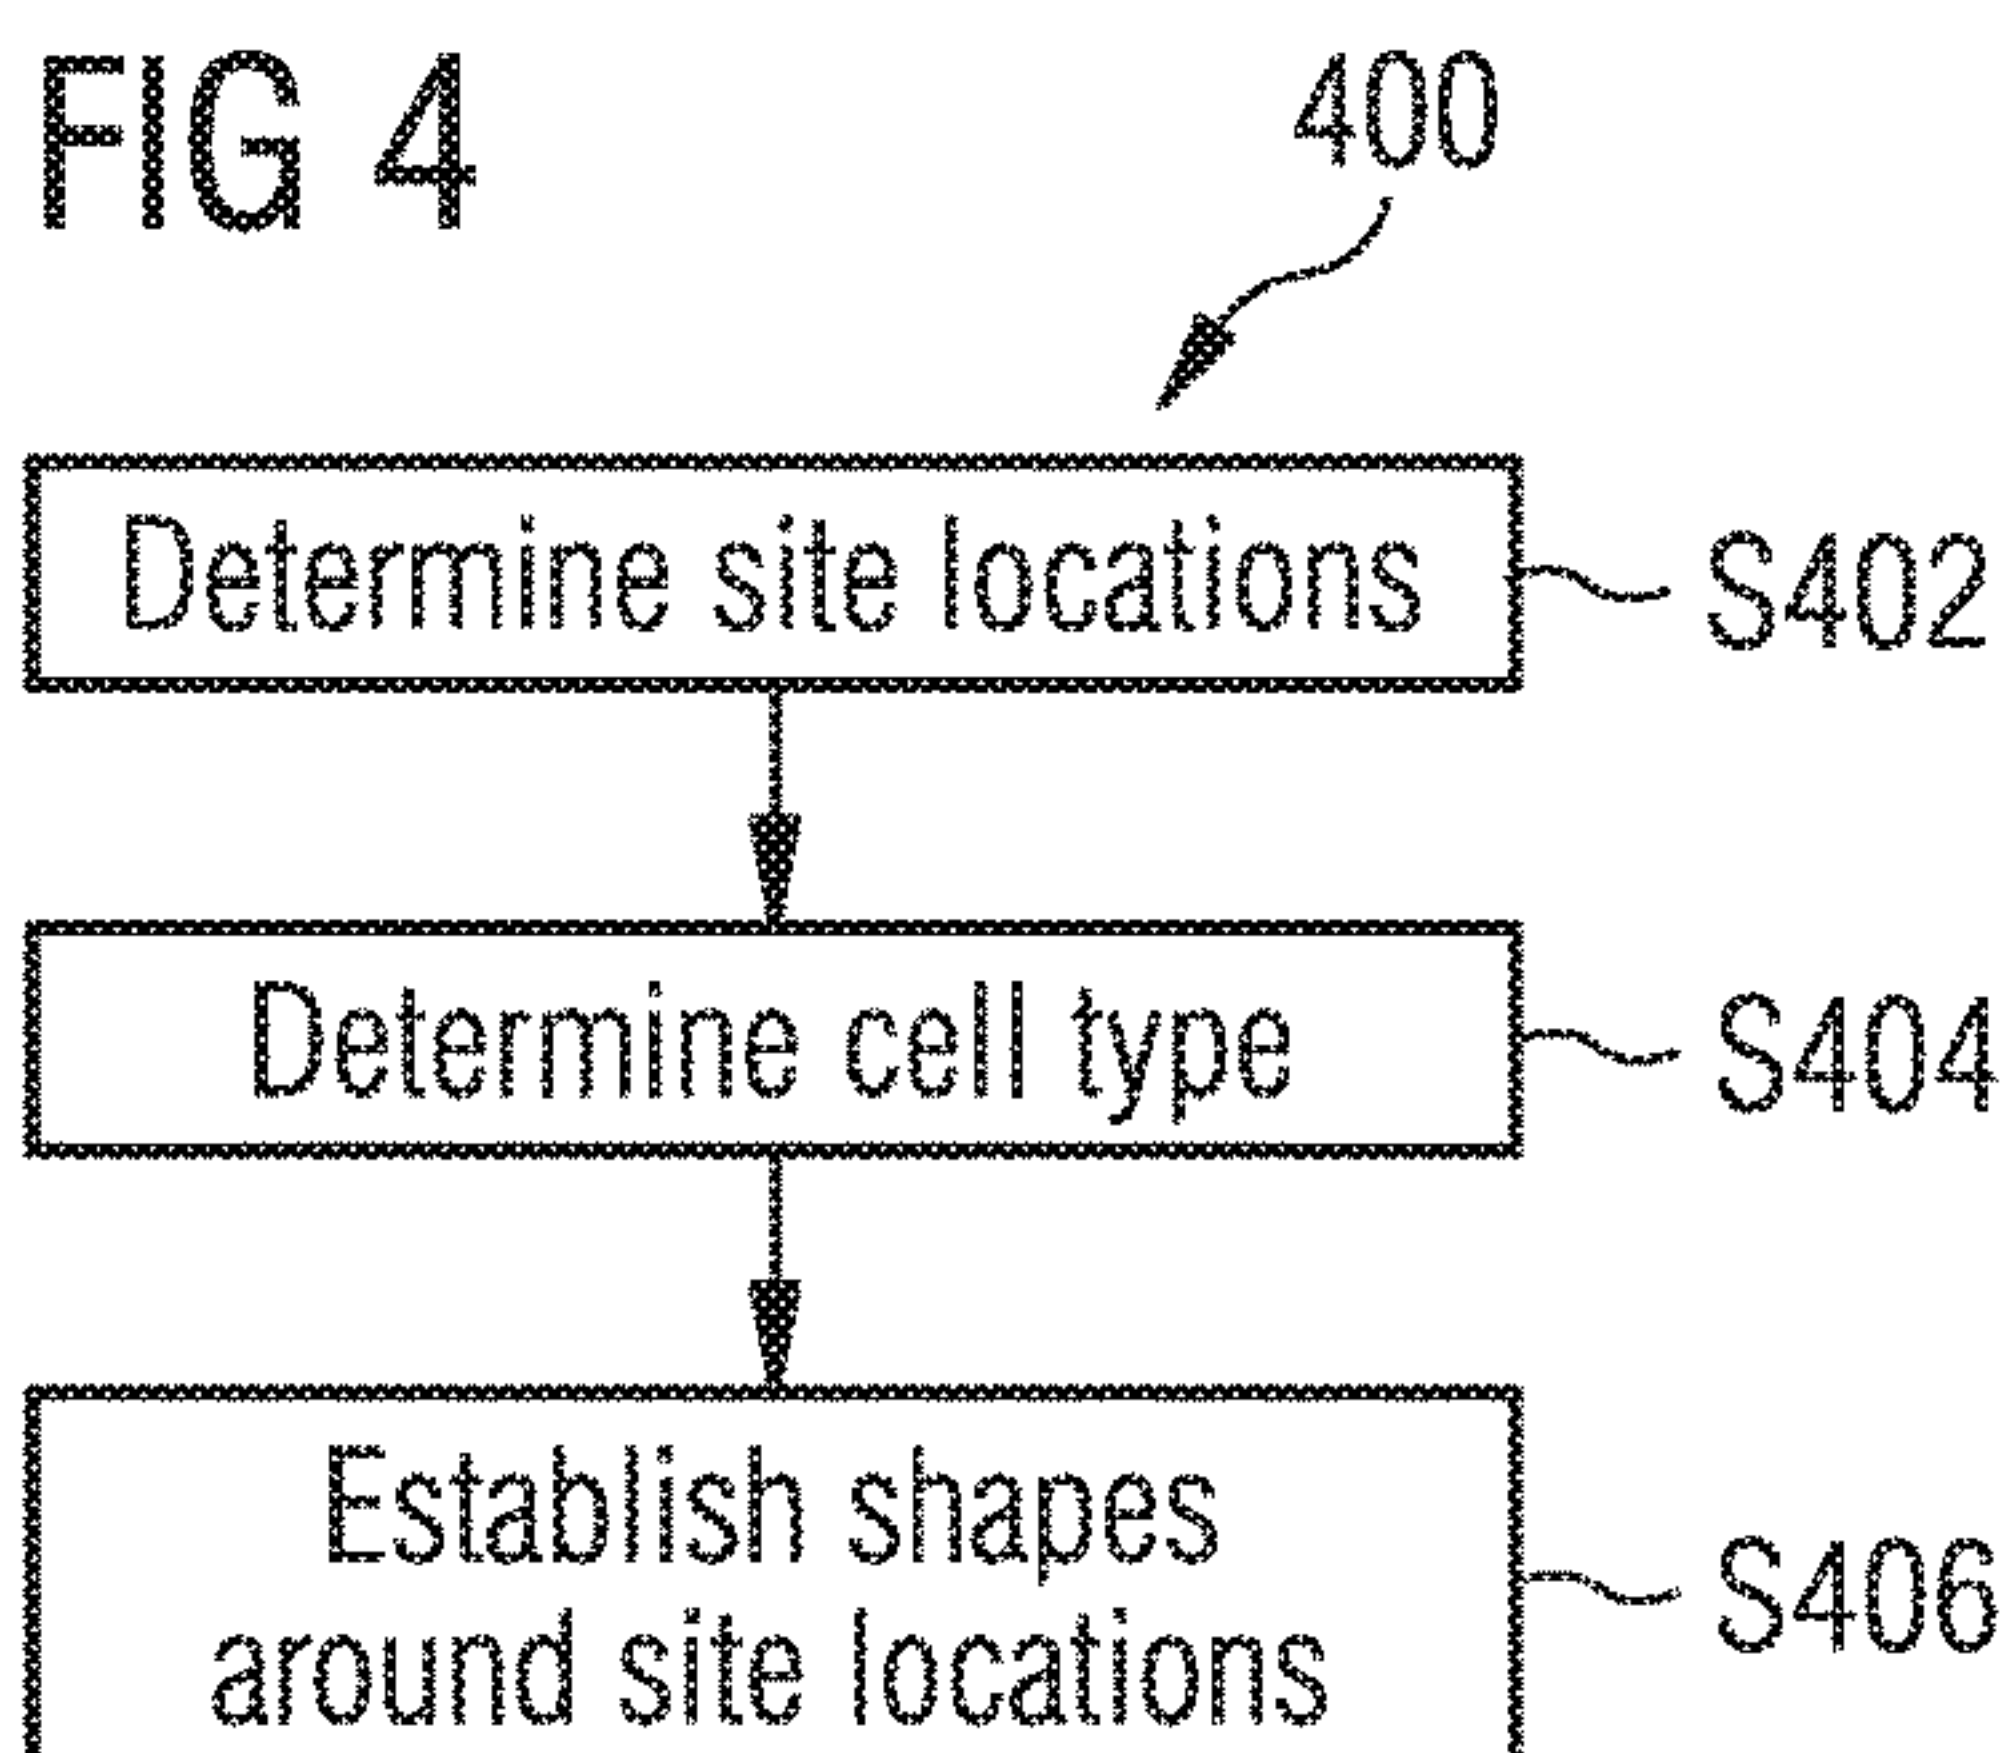 FIG 4
400
Determine site locations
S402
Determine cell type
S404
Establish shapes
around site locations
S406